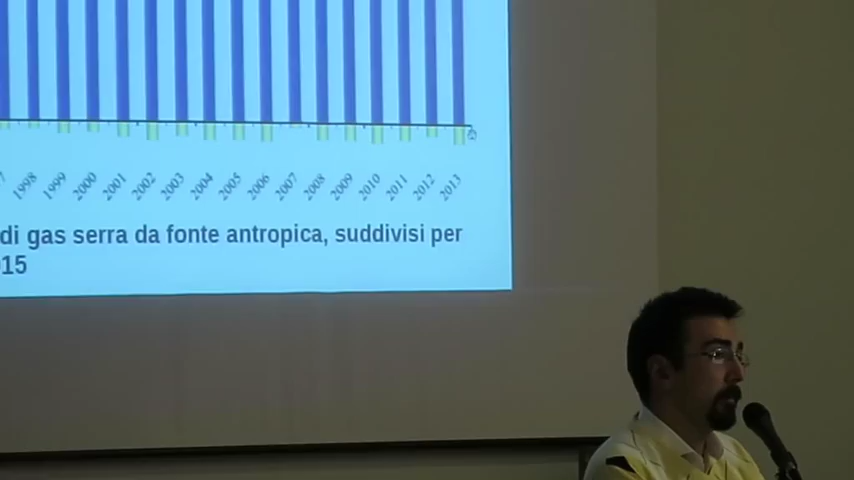 1998 1999 2000 2001 2002 2003 2004 2005 2006 2007 2008 2009 2010 2011 2012 2013
di gas serra da fonte antropica, suddivisi per
15